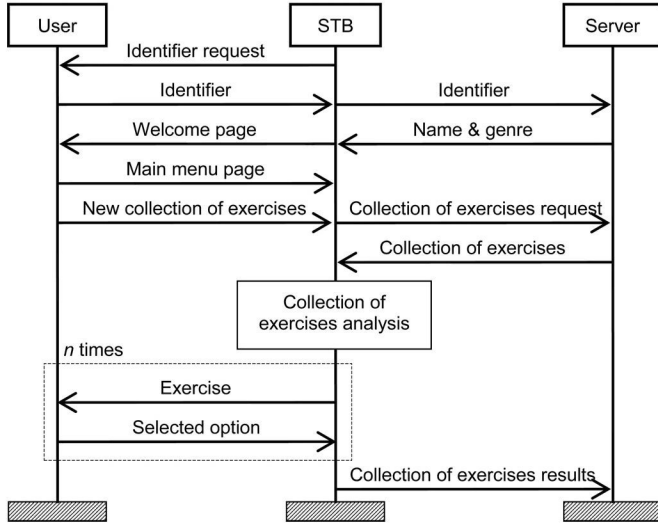 User
STB
Server
Identifier request
Identifier
Identifier
Welcome page
Name & genre
Main menu page
New collection of exercises
Collection of exercises request
Collection of exercises
Collection of
exercises analysis
n times
Exercise
Selected option
Collection of exercises results